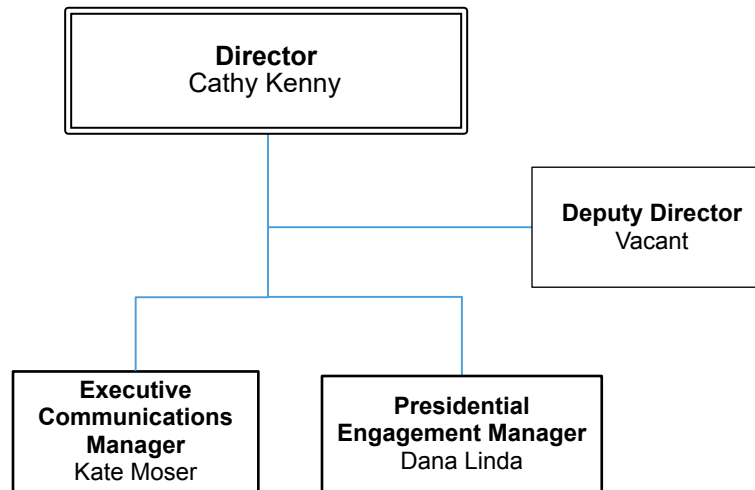 Director
Cathy Kenny
Deputy Director
Vacant
Executive
Communications
Manager
Kate Moser
Presidential
Engagement Manager
Dana Linda